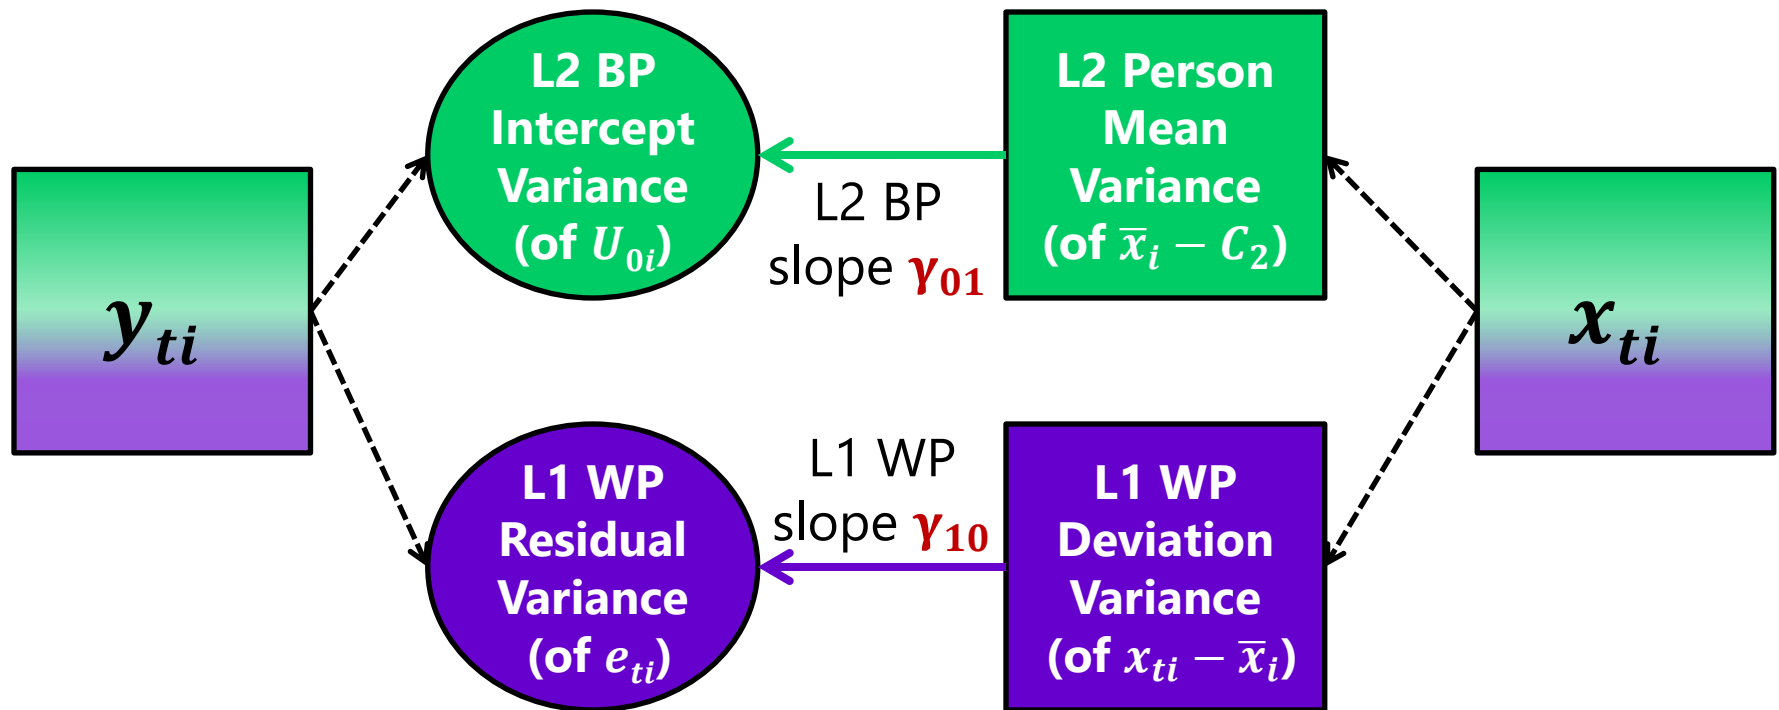 L2 BP
Intercept
Variance
(of U₀ᵢ)
L2 Person
Mean
Variance
(of x̅ᵢ − C₂)
L2 BP
slope γ₀₁
yₜᵢ
xₜᵢ
L1 WP
Residual
Variance
(of eₜᵢ)
L1 WP
slope γ₁₀
L1 WP
Deviation
Variance
(of xₜᵢ − x̅ᵢ)